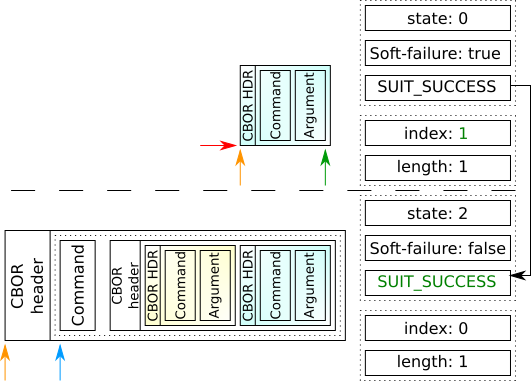 state: 0
Soft-failure: true
SUIT_SUCCESS
CBOR HDR
Command
Argument
index: 1
length: 1
state: 2
Soft-failure: false
SUIT_SUCCESS
CBOR
header
Command
CBOR
header
CBOR HDR
Command
Argument
CBOR HDR
Command
Argument
index: 0
length: 1